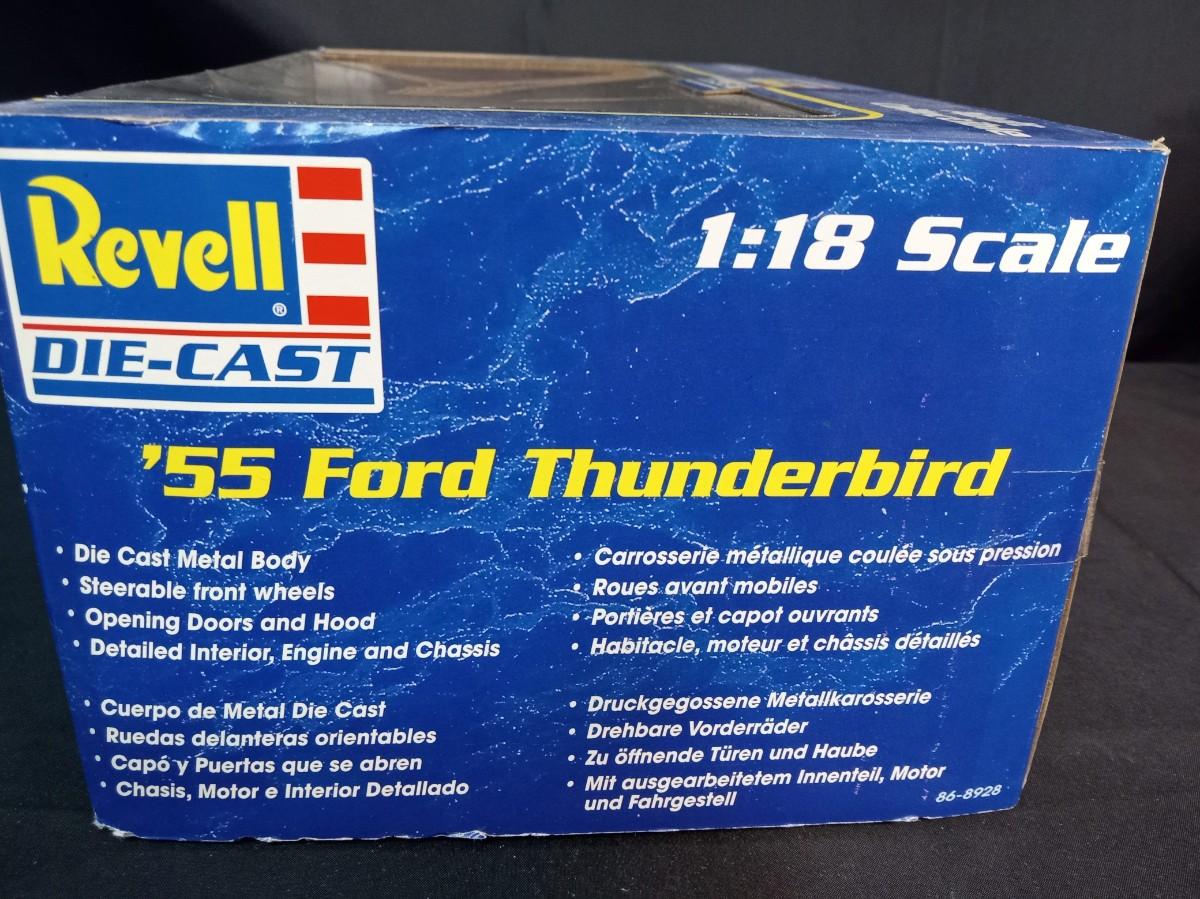 Revell®
DIE-CAST
1:18 Scale
'55 Ford Thunderbird
• Die Cast Metal Body
• Steerable front wheels
• Opening Doors and Hood
• Detailed Interior, Engine and Chassis
• Carrosserie métallique coulée sous pression
• Roues avant mobiles
• Portières et capot ouvrants
• Habitacle, moteur et châssis détaillés
• Cuerpo de Metal Die Cast
• Ruedas delanteras orientables
• Capó y Puertas que se abren
• Chasis, Motor e Interior Detallado
• Druckgegossene Metallkarosserie
• Drehbare Vorderräder
• Zu öffnende Türen und Haube
• Mit ausgearbeitetem Innenteil, Motor
und Fahrgestell
86-8928